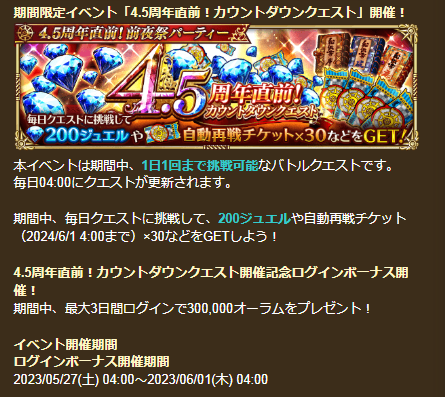 期間限定イベント「4.5周年直前！カウントダウンクエスト」開催！
4.5周年直前！前夜祭パーティー
4.5周年直前！
カウントダウンクエスト
毎日クエストに挑戦して
200ジュエルや自動再戦チケット×30などをGET！
本イベントは期間中、1日1回まで挑戦可能なバトルクエストです。
毎日04:00にクエストが更新されます。
期間中、毎日クエストに挑戦して、200ジュエルや自動再戦チケット
（2024/6/1 4:00まで）×30などをGETしよう！
4.5周年直前！カウントダウンクエスト開催記念ログインボーナス開
催！
期間中、最大3日間ログインで300,000オーラムをプレゼント！
イベント開催期間
ログインボーナス開催期間
2023/05/27(土) 04:00～2023/06/01(木) 04:00